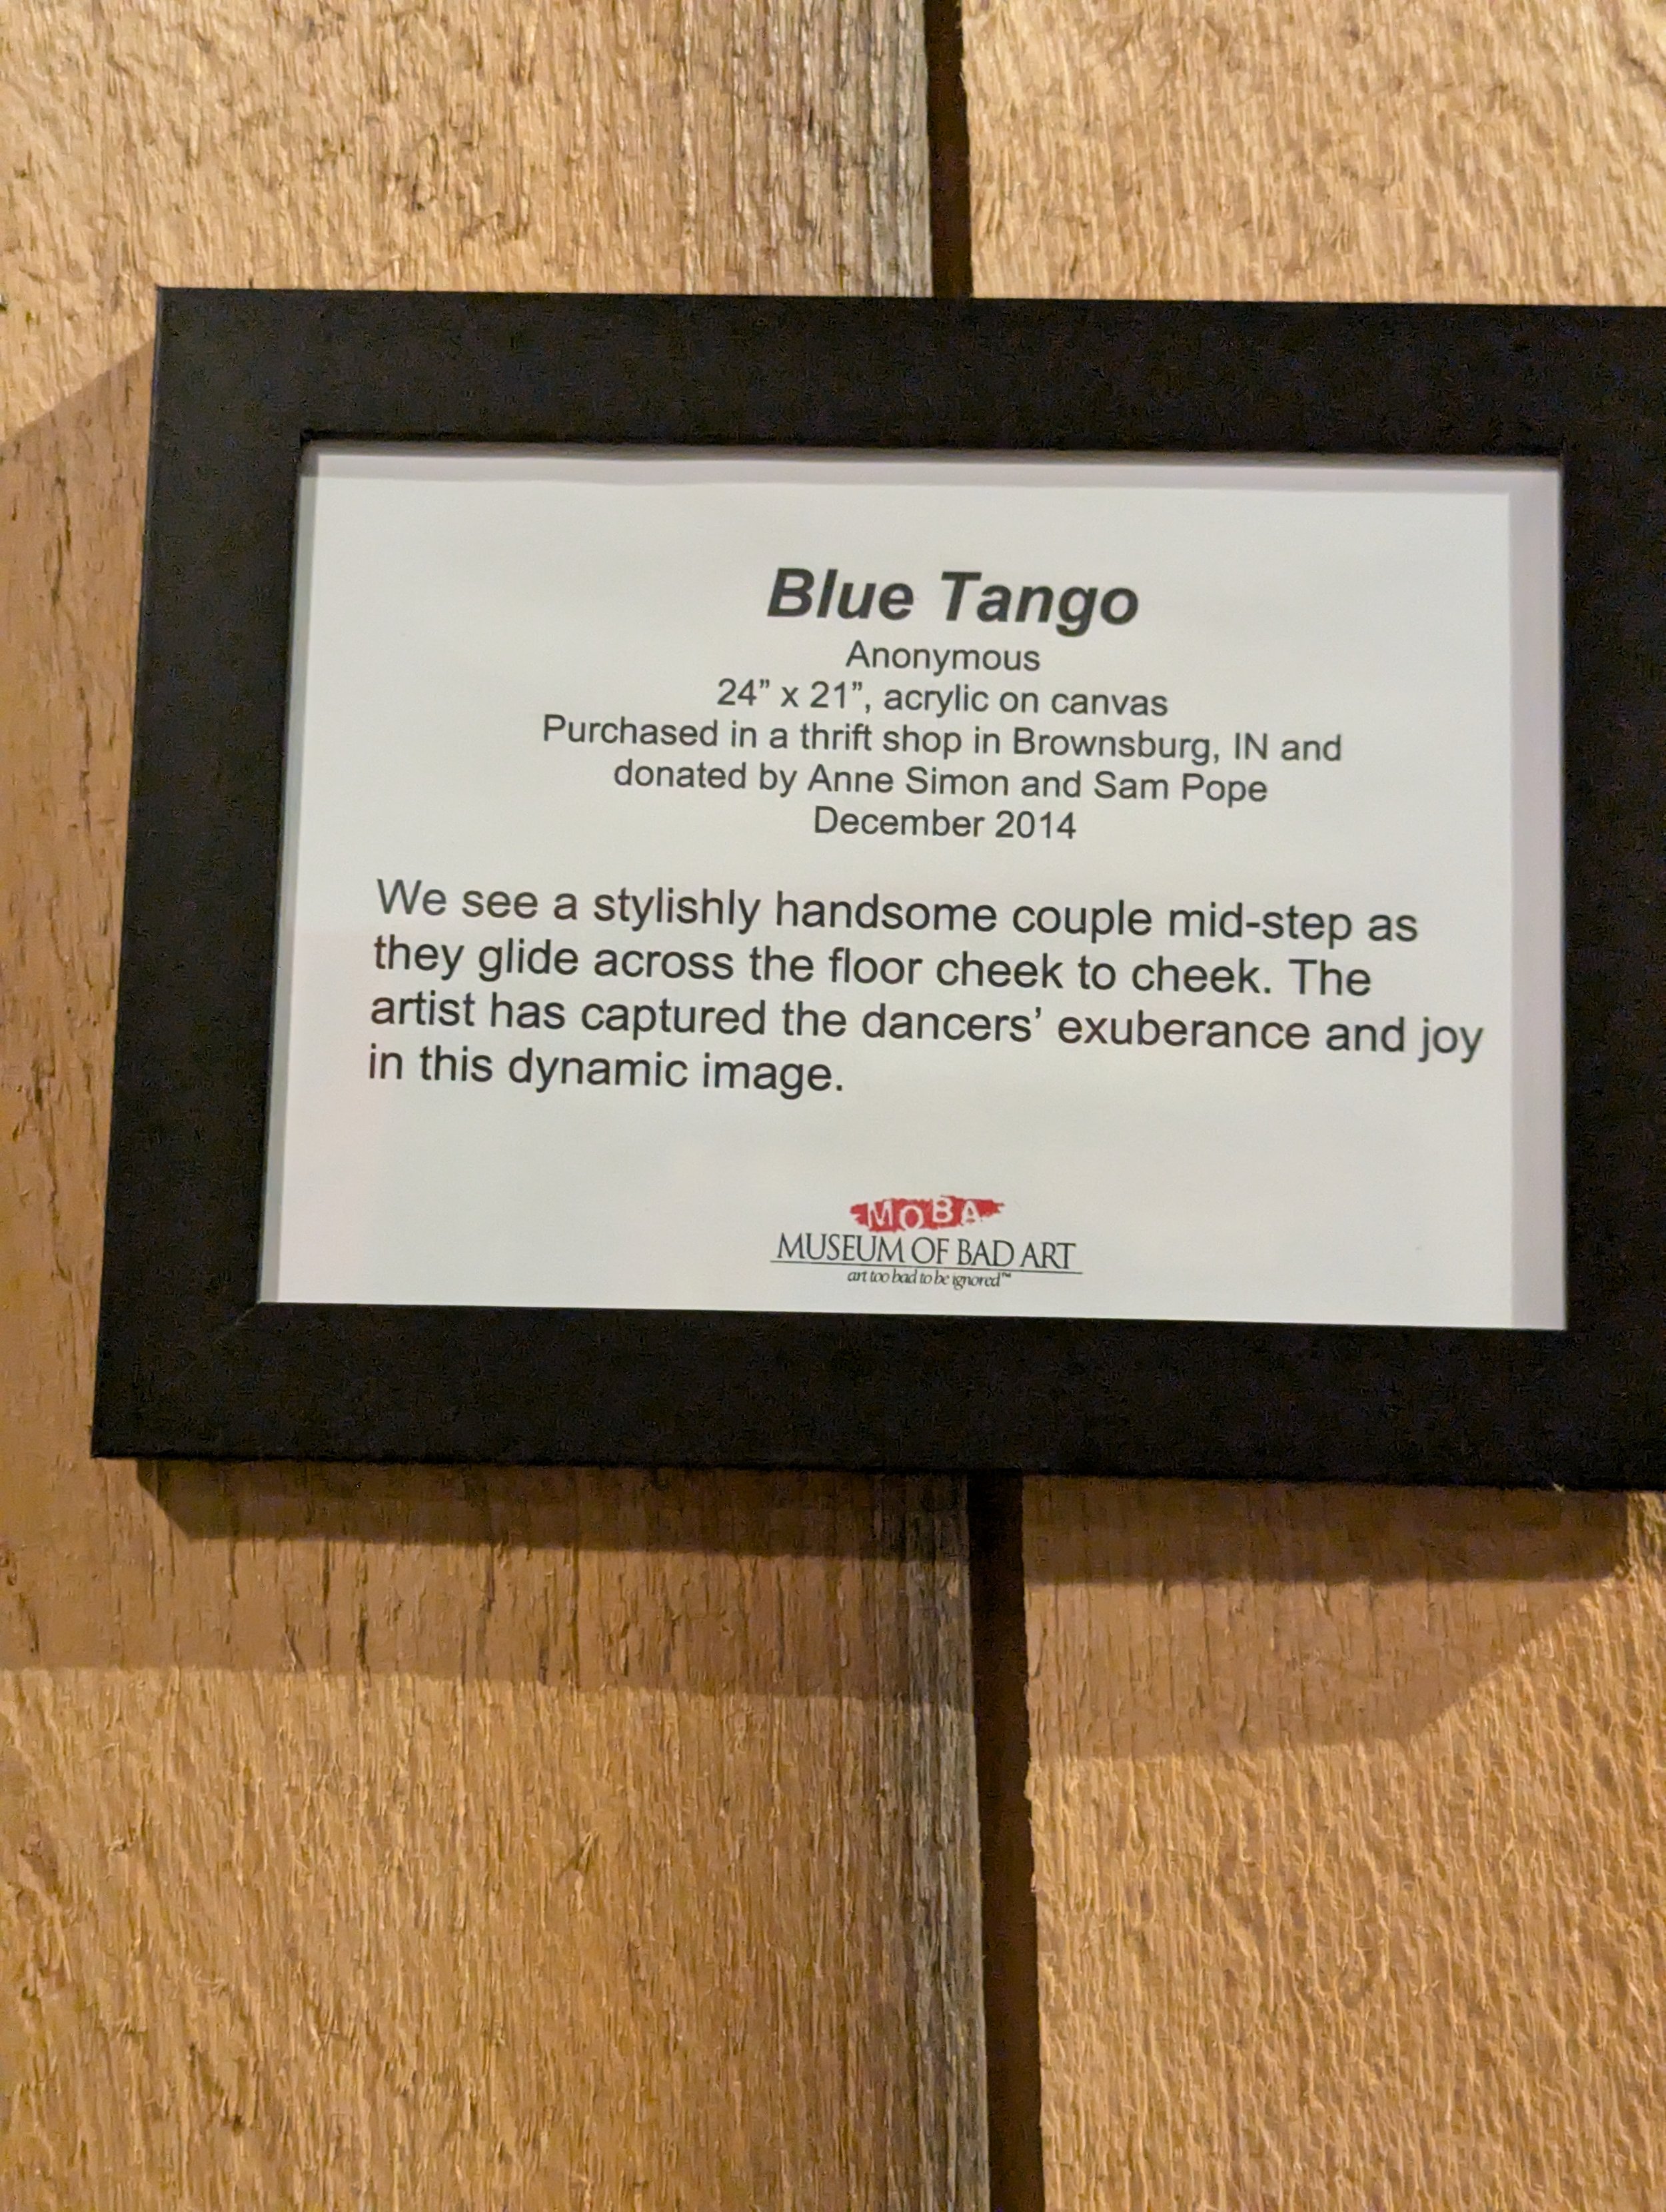 Blue Tango
Anonymous
24” x 21”, acrylic on canvas
Purchased in a thrift shop in Brownsburg, IN and
donated by Anne Simon and Sam Pope
December 2014
We see a stylishly handsome couple mid-step as
they glide across the floor cheek to cheek. The
artist has captured the dancers’ exuberance and joy
in this dynamic image.
MOBA
MUSEUM OF BAD ART
art too bad to be ignored™